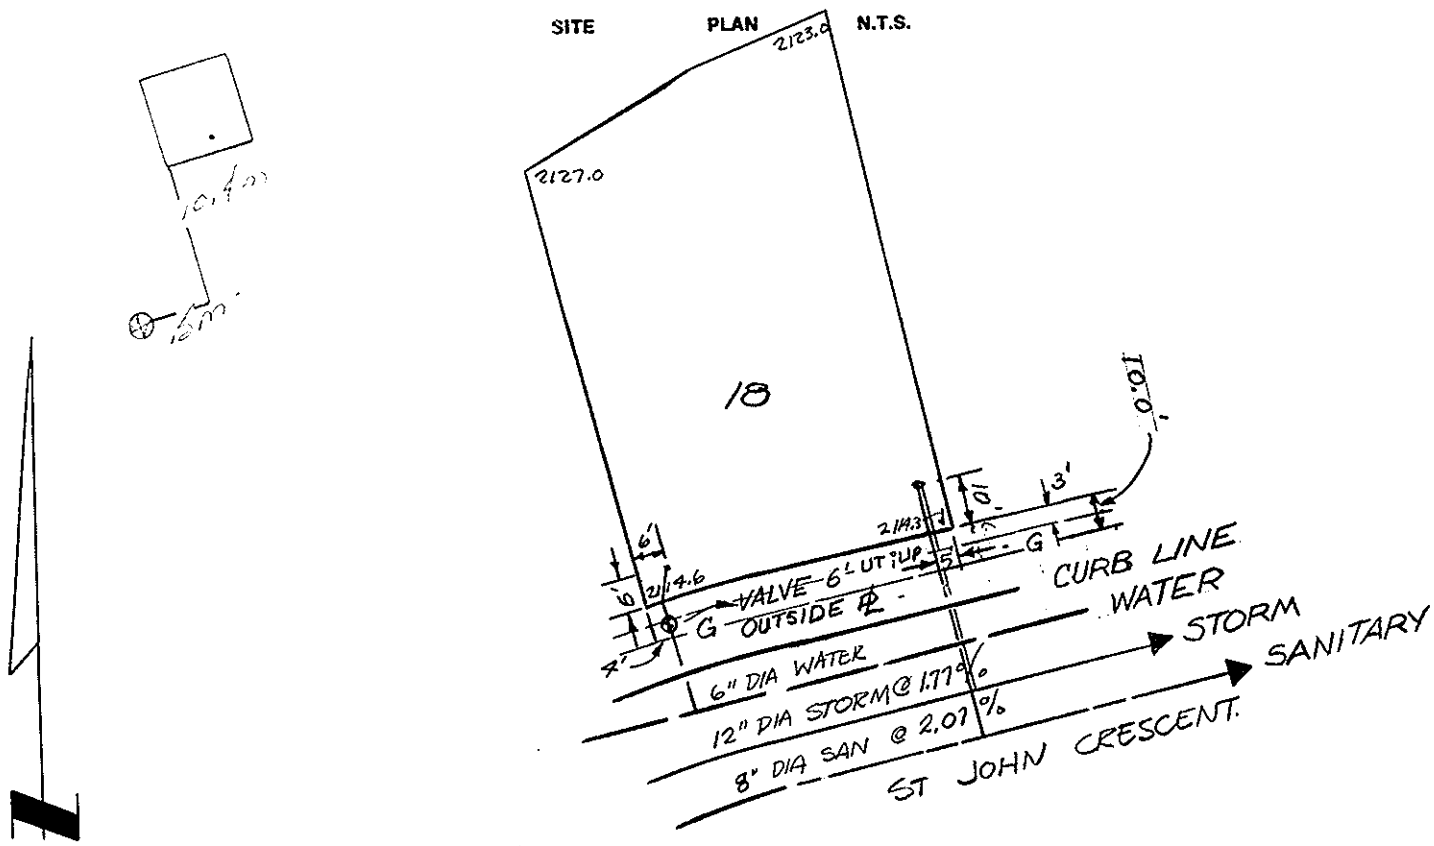 SITE PLAN N.T.S.
2123.0
2127.0
10.4m
18
10.0'
3'
10'
2114.3
6'
6'
2114.6
VALVE 6' UTIL.
5'
G
CURB LINE
OUTSIDE PL
G
4'
WATER
6" DIA WATER
STORM
12" DIA STORM @ 1.77%
SANITARY
8" DIA SAN @ 2.07%
ST JOHN CRESCENT.